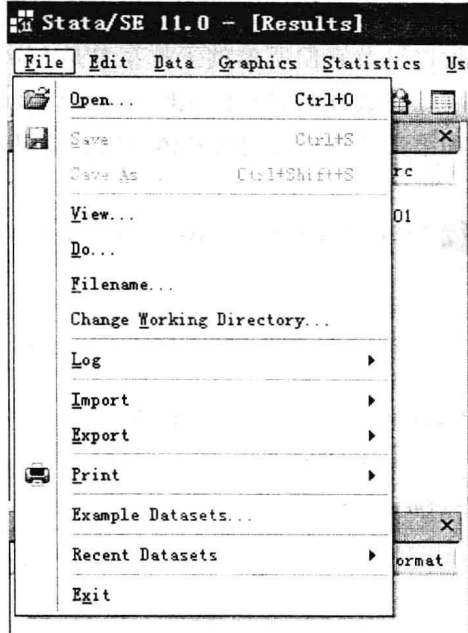 Stata/SE 11.0 - [Results]
File Edit Data Graphics Statistics Us
Open... Ctrl+O
Save Ctrl+S
Save As Ctrl+Shift+S
rc
View...
01
Do...
Filename...
Change Working Directory...
Log
Import
Export
Print
Example Datasets...
Recent Datasets
ormat
Exit